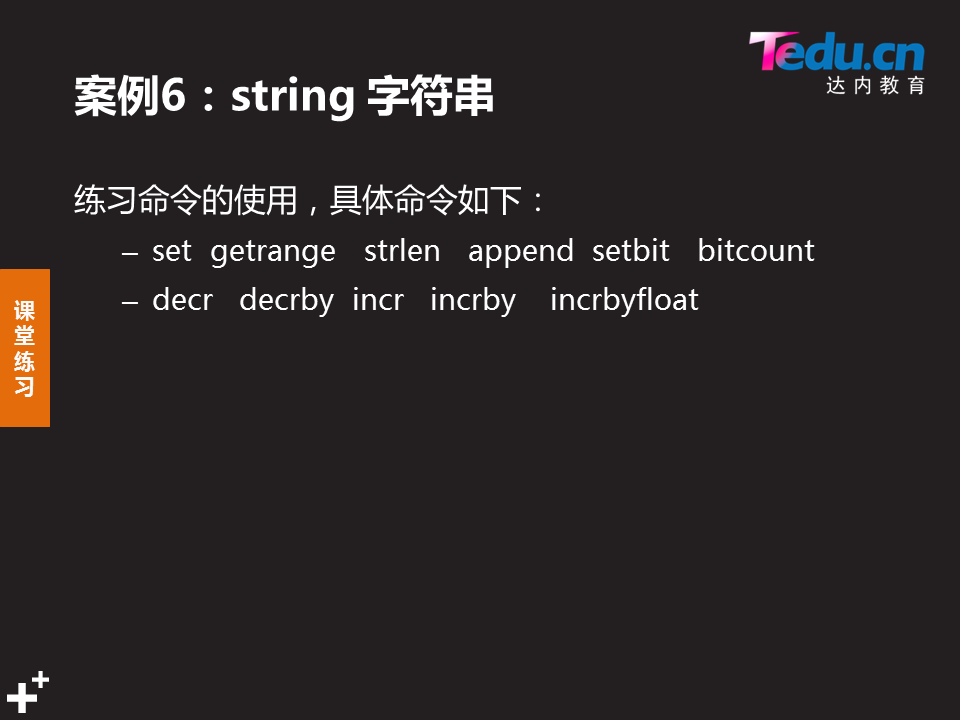 Tedu.cn
达内教育
案例6：string 字符串
练习命令的使用，具体命令如下：
– set getrange strlen append setbit bitcount
– decr decrby incr incrby incrbyfloat
课
堂
练
习